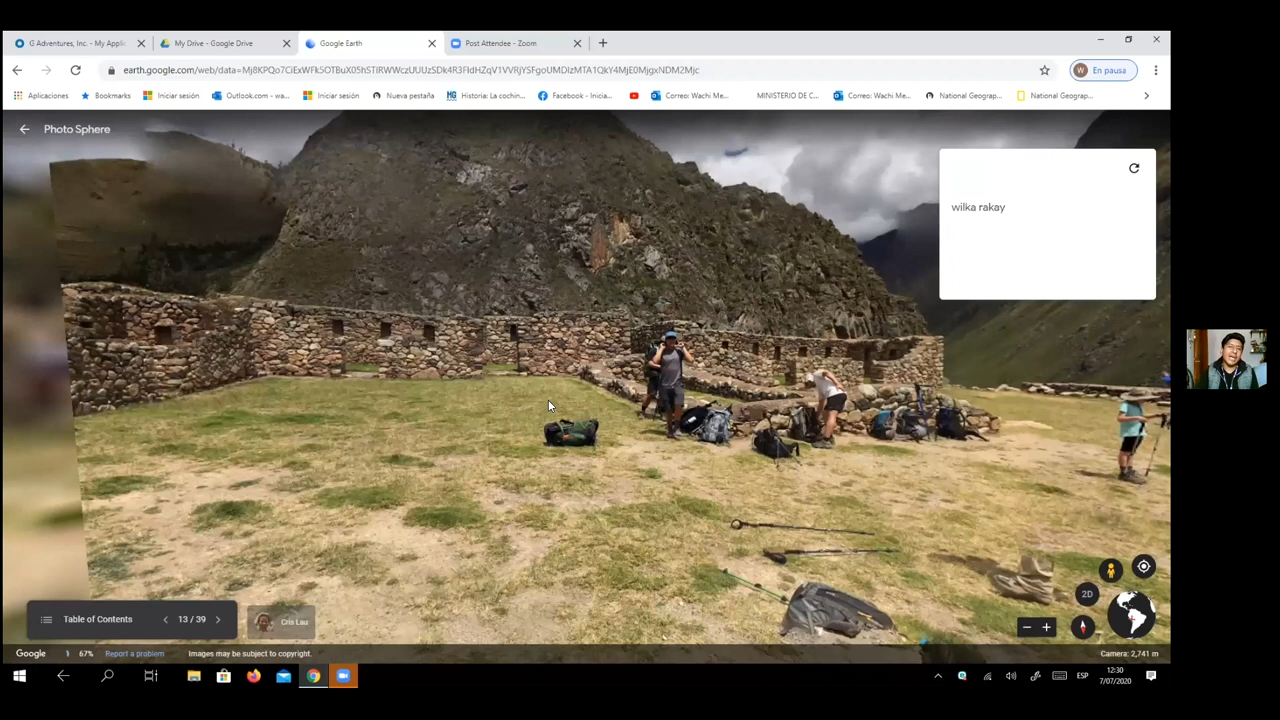 G Adventures, Inc. - My Applic
My Drive - Google Drive
Google Earth
Post Attendee - Zoom
earth.google.com/web/data=
En pausa
W
Aplicaciones
Bookmarks
Iniciar sesión
Outlook.com - wa...
Iniciar sesión
Nueva pestaña
MG Historia: La cochin...
Facebook - Inicia...
Correo: Wachi Me...
MINISTERIO DE C...
Correo: Wachi Me...
National Geograp...
National Geograp...
Photo Sphere
wilka rakay
2D
Table of Contents
13 / 39
Cris Lau
Google
67%
Report a problem
Images may be subject to copyright.
Camera: 2,741 m
ESP
12:30
7/07/2020